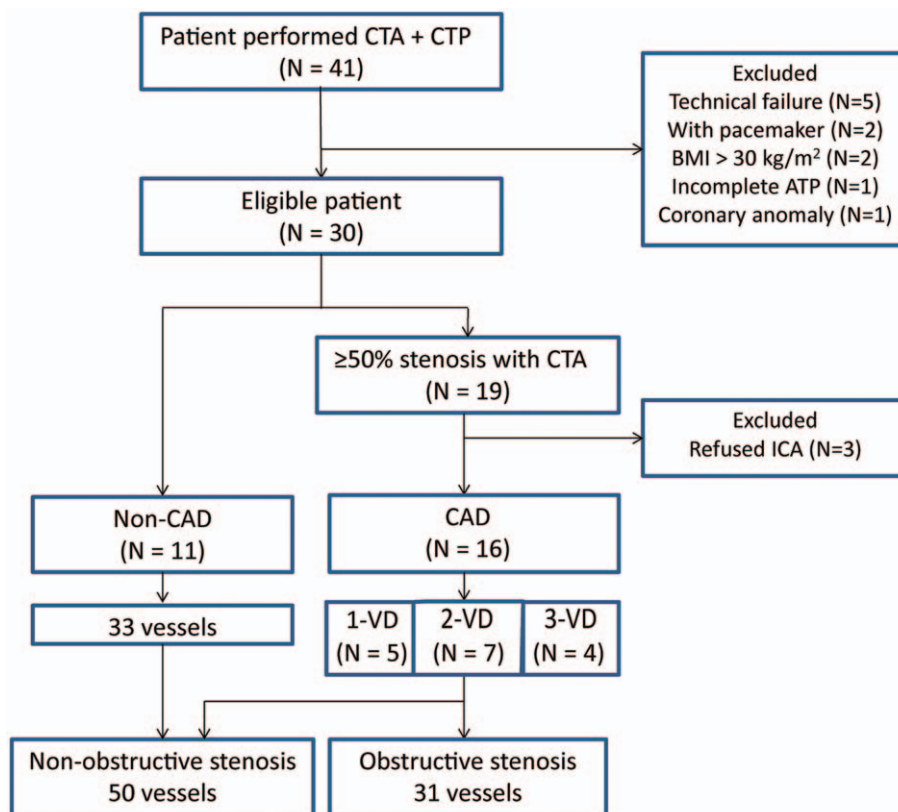 Patient performed CTA + CTP
(N = 41)
Excluded
Technical failure (N=5)
With pacemaker (N=2)
BMI > 30 kg/m² (N=2)
Incomplete ATP (N=1)
Coronary anomaly (N=1)
Eligible patient
(N = 30)
≥50% stenosis with CTA
(N = 19)
Excluded
Refused ICA (N=3)
Non-CAD
(N = 11)
CAD
(N = 16)
33 vessels
1-VD
(N = 5)
2-VD
(N = 7)
3-VD
(N = 4)
Non-obstructive stenosis
50 vessels
Obstructive stenosis
31 vessels